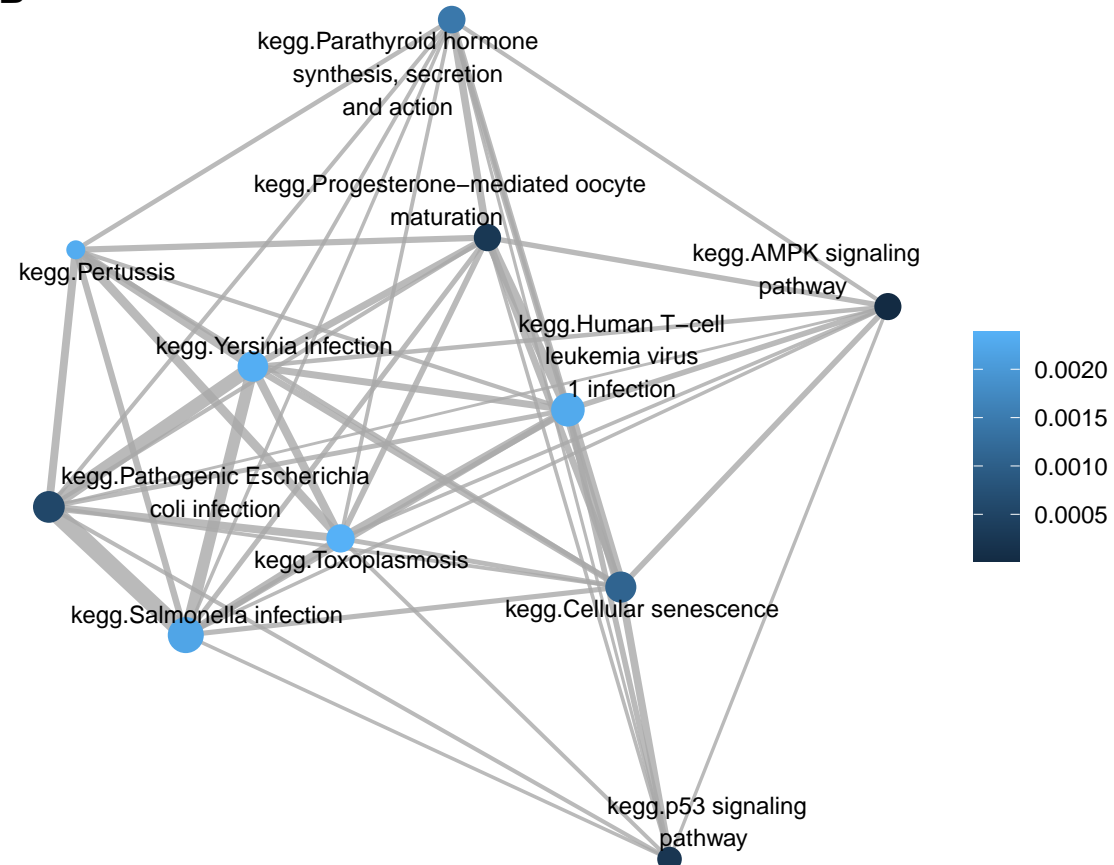 kegg.Parathyroid hormone
synthesis, secretion
and action
kegg.Progesterone−mediated oocyte
maturation
kegg.AMPK signaling
pathway
kegg.Pertussis
kegg.Human T−cell
leukemia virus
1 infection
kegg.Yersinia infection
0.0020
0.0015
0.0010
0.0005
kegg.Pathogenic Escherichia
coli infection
kegg.Toxoplasmosis
kegg.Cellular senescence
kegg.Salmonella infection
kegg.p53 signaling
pathway